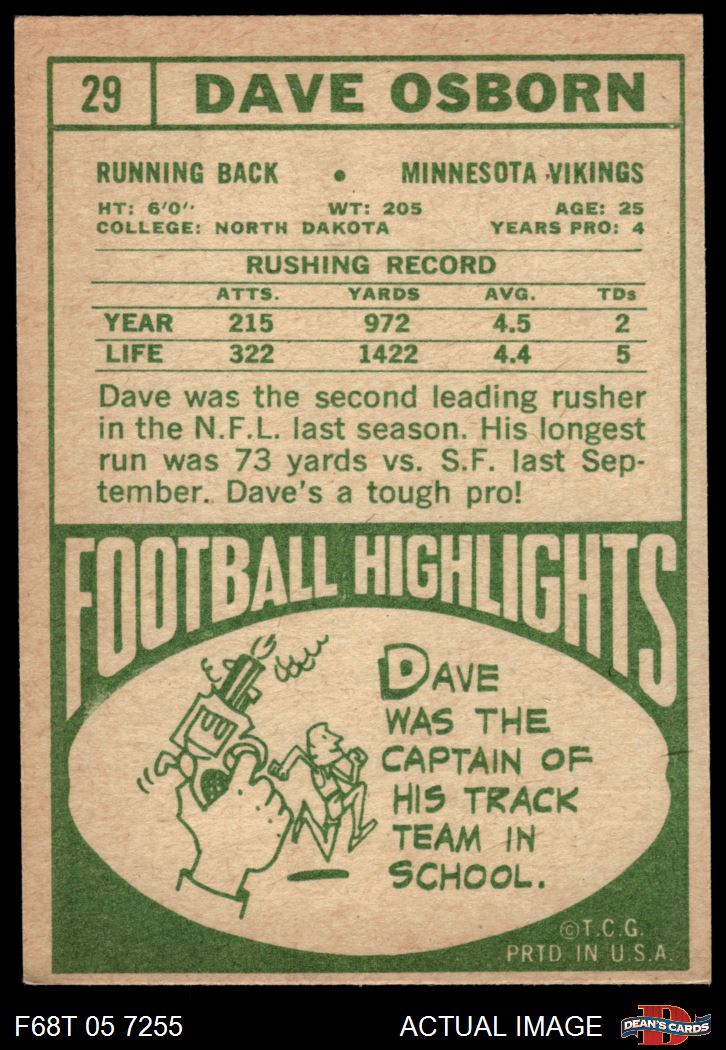 29 DAVE OSBORN
RUNNING BACK • MINNESOTA VIKINGS
HT: 6'0" WT: 205 AGE: 25
COLLEGE: NORTH DAKOTA YEARS PRO: 4
RUSHING RECORD
ATTS. YARDS AVG. TDs
YEAR 215 972 4.5 2
LIFE 322 1422 4.4 5
Dave was the second leading rusher
in the N.F.L. last season. His longest
run was 73 yards vs. S.F. last Sep-
tember. Dave's a tough pro!
FOOTBALL HIGHLIGHTS
DAVE
WAS THE
CAPTAIN OF
HIS TRACK
TEAM IN
SCHOOL.
©T.C.G.
PRTD IN U.S.A.
F68T 05 7255 ACTUAL IMAGE
D
DEAN'S CARDS